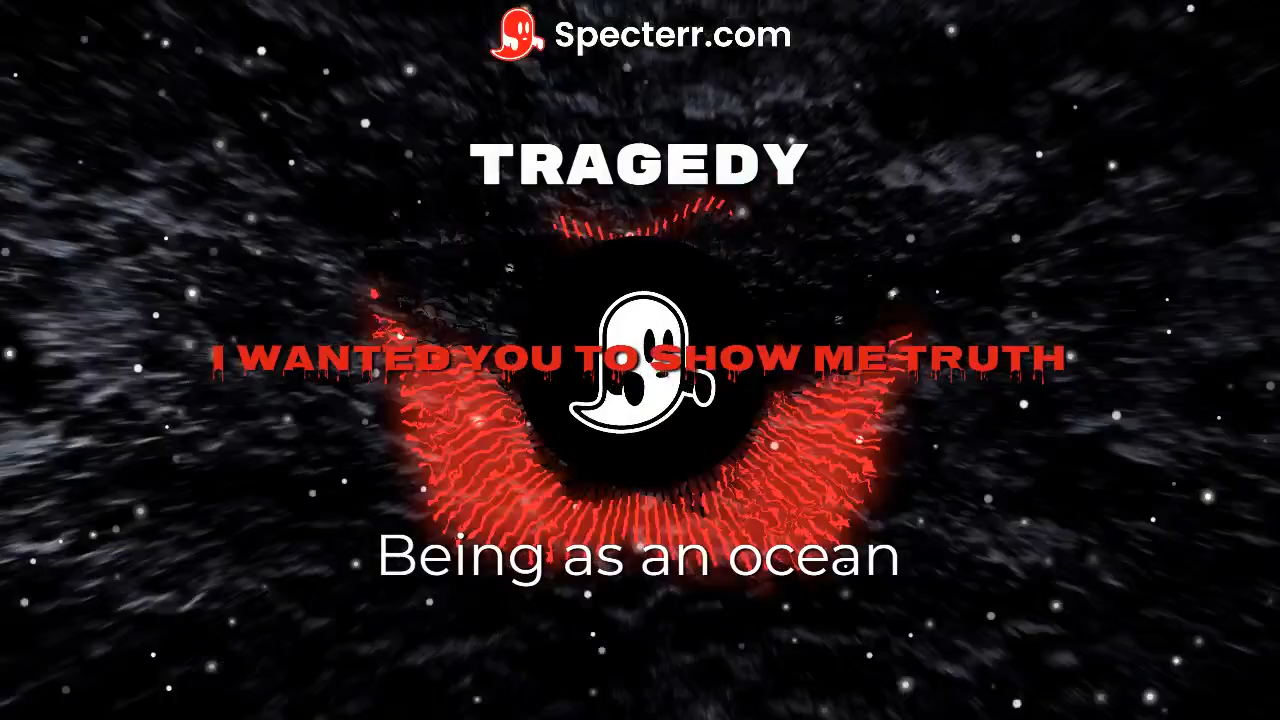 Specterr.com
TRAGEDY
I WANTED YOU TO SHOW ME TRUTH
Being as an ocean